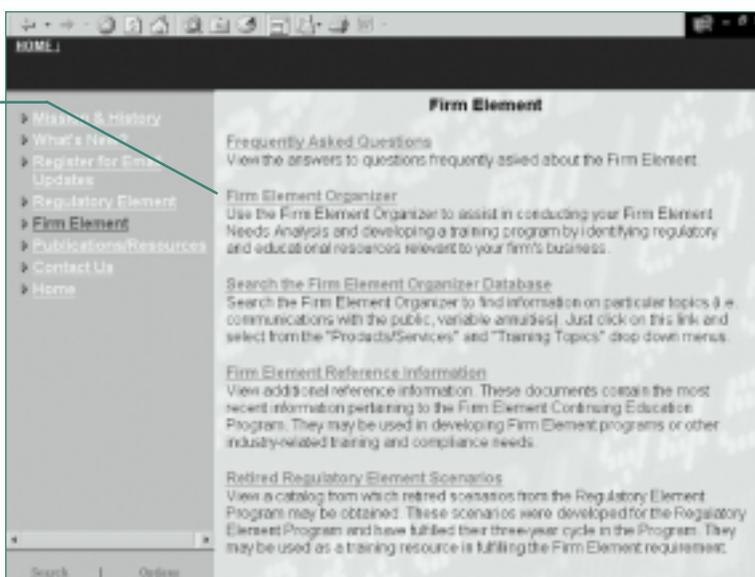 HOME
Mission & History
What's New?
Register for Email
Updates
Regulatory Element
Firm Element
Publications/Resources
Contact Us
Home
Search | Options
Firm Element
Frequently Asked Questions
View the answers to questions frequently asked about the Firm Element.
Firm Element Organizer
Use the Firm Element Organizer to assist in conducting your Firm Element
Needs Analysis and developing a training program by identifying regulatory
and educational resources relevant to your firm's business.
Search the Firm Element Organizer Database
Search the Firm Element Organizer to find information on particular topics (i.e.
communications with the public, variable annuities). Just click on this link and
select from the "Products/Services" and "Training Topics" drop down menus.
Firm Element Reference Information
View additional reference information. These documents contain the most
recent information pertaining to the Firm Element Continuing Education
Program. They may be used in developing Firm Element programs or other
industry-related training and compliance needs.
Retired Regulatory Element Scenarios
View a catalog from which retired scenarios from the Regulatory Element
Program may be obtained. These scenarios were developed for the Regulatory
Element Program and have fulfilled their three-year cycle in the Program. They
may be used as a training resource in fulfilling the Firm Element requirement.